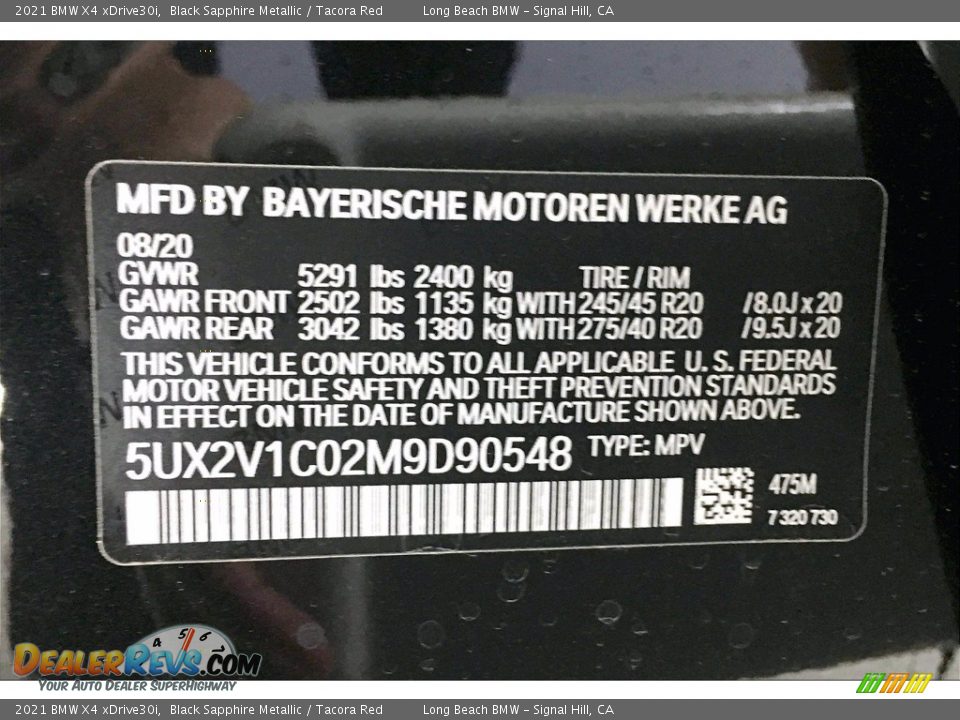 2021 BMW X4 xDrive30i, Black Sapphire Metallic / Tacora Red Long Beach BMW - Signal Hill, CA
MFD BY BAYERISCHE MOTOREN WERKE AG
08/20
GVWR 5291 lbs 2400 kg TIRE / RIM
GAWR FRONT 2502 lbs 1135 kg WITH 245/45 R20 /8.0J x 20
GAWR REAR 3042 lbs 1380 kg WITH 275/40 R20 /9.5J x 20
THIS VEHICLE CONFORMS TO ALL APPLICABLE U. S. FEDERAL
MOTOR VEHICLE SAFETY AND THEFT PREVENTION STANDARDS
IN EFFECT ON THE DATE OF MANUFACTURE SHOWN ABOVE.
5UX2V1C02M9D90548 TYPE: MPV
475M
7 320 730
4 5 6
DEALERREVS.COM
YOUR AUTO DEALER SUPERHIGHWAY
2021 BMW X4 xDrive30i, Black Sapphire Metallic / Tacora Red Long Beach BMW - Signal Hill, CA